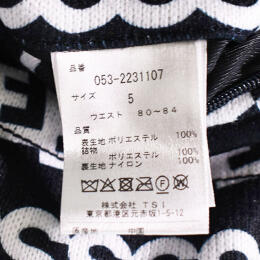 品番
053-2231107
サイズ
5
ウエスト 80～84
品質
表生地 ポリエステル 100%
詰物 ポリエステル 100%
裏生地 ナイロン 100%
株式会社 TSI
東京都港区元赤坂1-5-12
原産国 中国